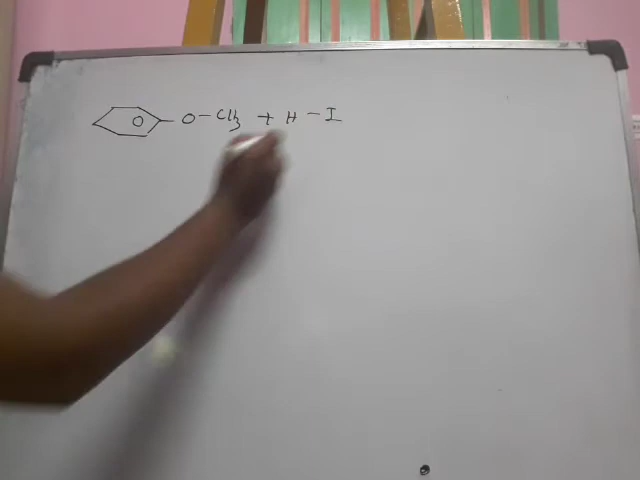 O - CH3 + H - I